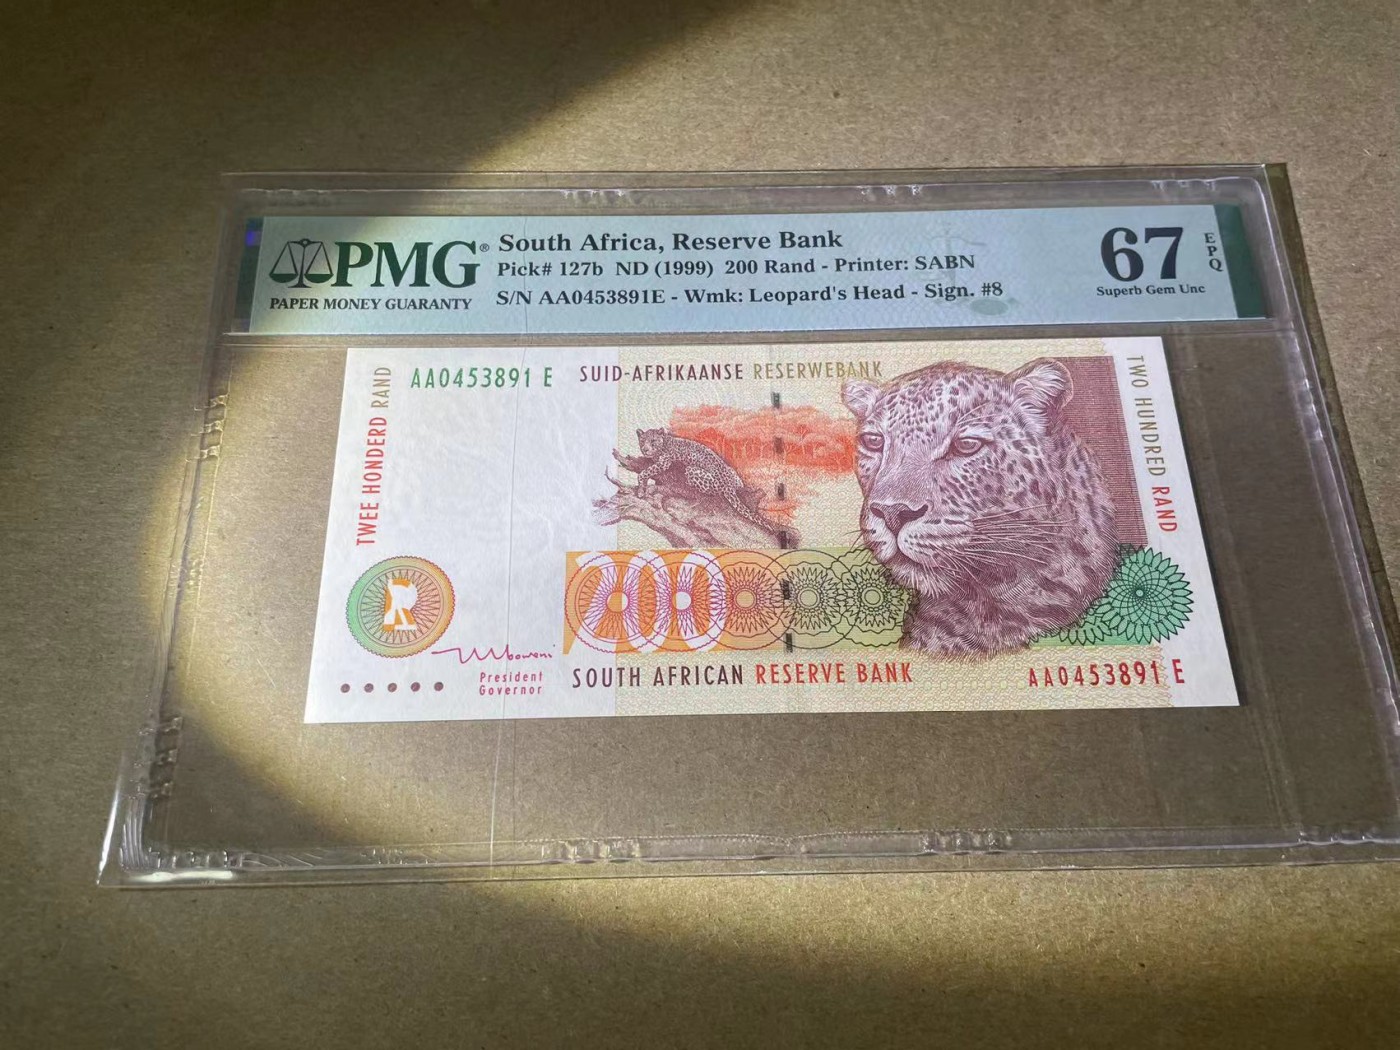 PMG®
PAPER MONEY GUARANTY
South Africa, Reserve Bank
Pick# 127b ND (1999) 200 Rand - Printer: SABN
S/N AA0453891E - Wmk: Leopard's Head - Sign. #8
67
EPQ
Superb Gem Unc
TWEE HONDERD RAND
AA0453891 E
SUID-AFRIKAANSE RESERWEBANK
TWO HUNDRED RAND
R
200
President
Governor
SOUTH AFRICAN RESERVE BANK
AA0453891 E